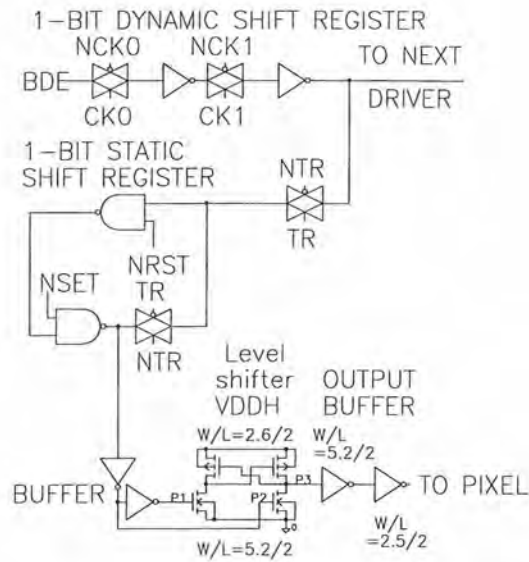 1-BIT DYNAMIC SHIFT REGISTER
NCK0 NCK1
TO NEXT
BDE
DRIVER
CK0 CK1
1-BIT STATIC
SHIFT REGISTER
NTR
TR
NRST
NSET
TR
NTR
Level
shifter
VDDH
OUTPUT
BUFFER
W/L=2.6/2
W/L
=5.2/2
P3
BUFFER
P1
P2
TO PIXEL
0
W/L=5.2/2
W/L
=2.5/2